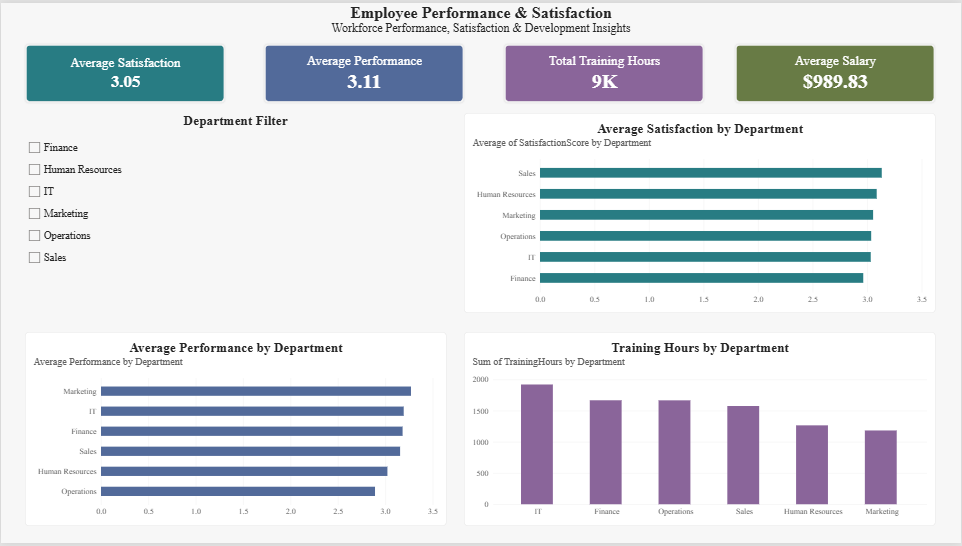 Employee Performance & Satisfaction
Workforce Performance, Satisfaction & Development Insights
Average Satisfaction
3.05
Average Performance
3.11
Total Training Hours
9K
Average Salary
$989.83
Department Filter
Finance
Human Resources
IT
Marketing
Operations
Sales
Average Satisfaction by Department
Average of SatisfactionScore by Department
Sales
Human Resources
Marketing
Operations
IT
Finance
0.0 0.5 1.0 1.5 2.0 2.5 3.0 3.5
Average Performance by Department
Average Performance by Department
Marketing
IT
Finance
Sales
Human Resources
Operations
0.0 0.5 1.0 1.5 2.0 2.5 3.0 3.5
Training Hours by Department
Sum of TrainingHours by Department
2000
1500
1000
500
0
IT Finance Operations Sales Human Resources Marketing